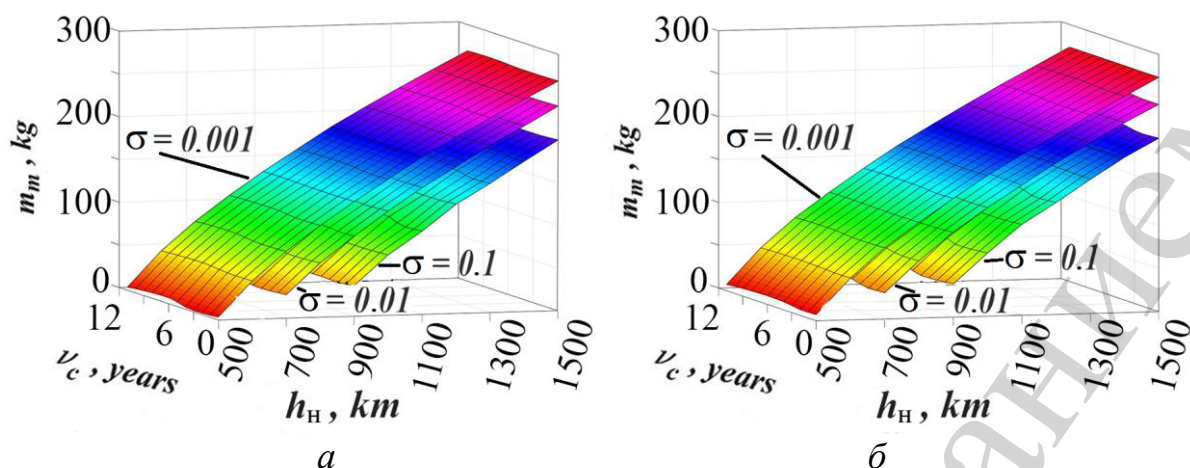 300
200
100
0
m_m , kg
σ = 0.001
σ = 0.1
σ = 0.01
12
6
0
ν_c , years
500
700
900
1100
1300
1500
h_н , km
а
300
200
100
0
m_m , kg
σ = 0.001
σ = 0.1
σ = 0.01
12
6
0
ν_c , years
500
700
900
1100
1300
1500
h_н , km
б
ание